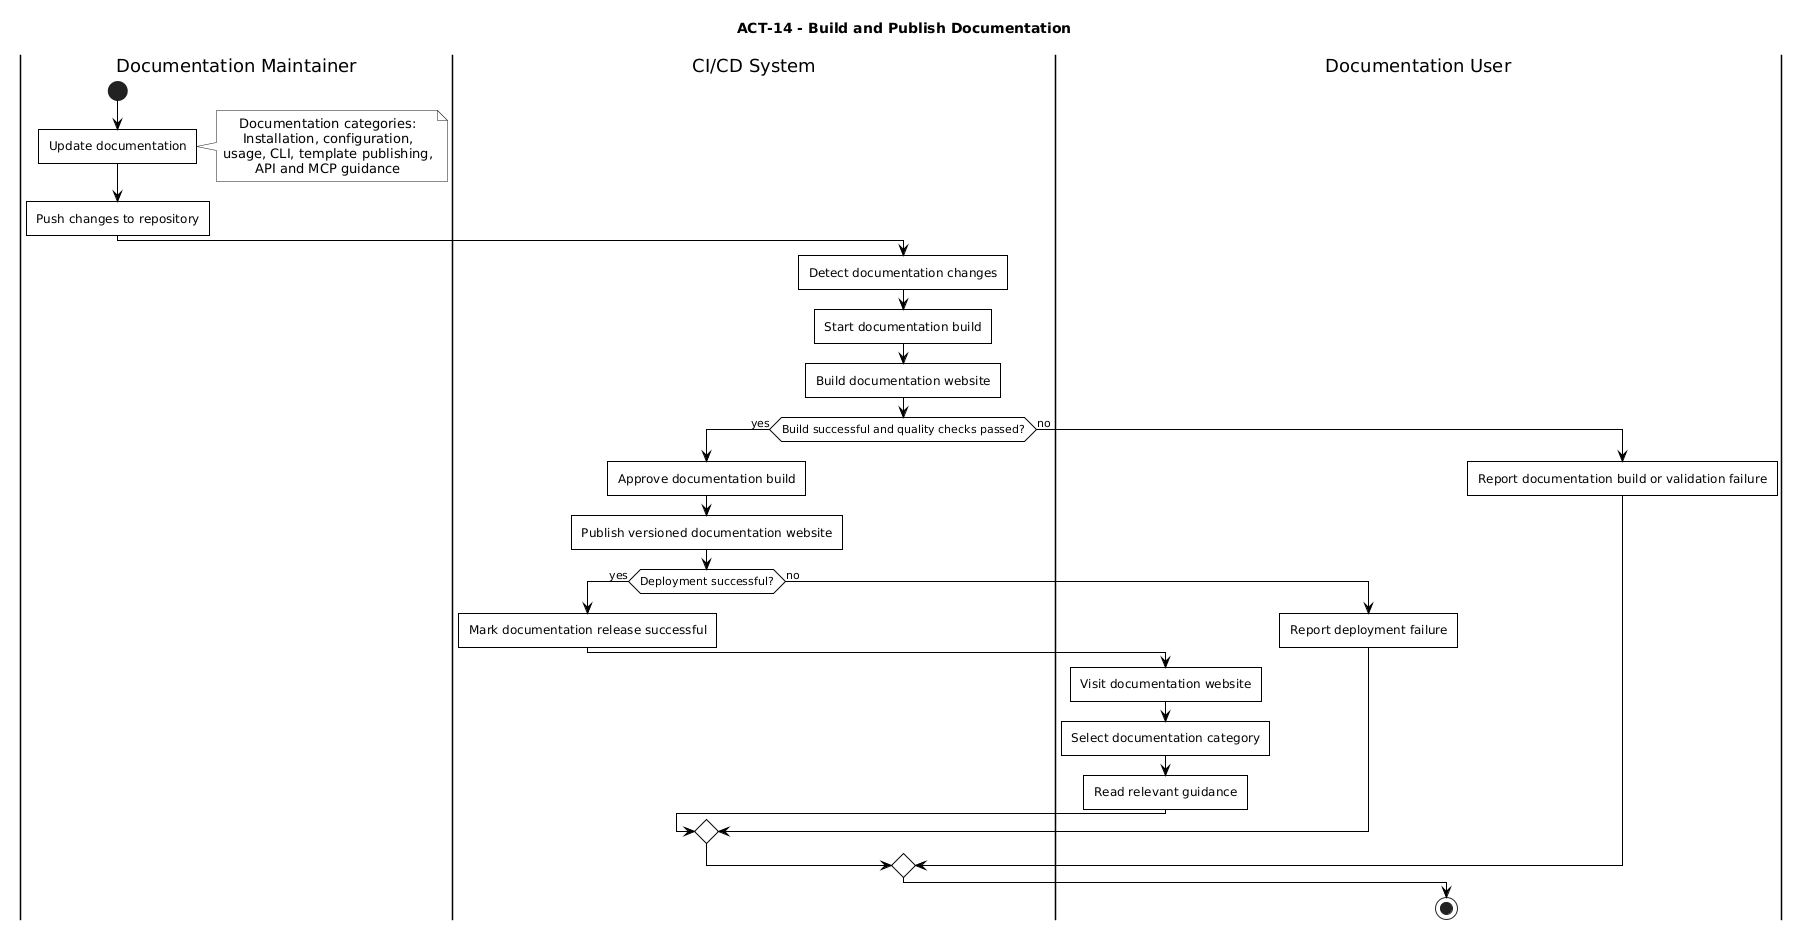 ACT-14 - Build and Publish Documentation
Documentation Maintainer
CI/CD System
Documentation User
Update documentation
Documentation categories:
Installation, configuration,
usage, CLI, template publishing,
API and MCP guidance
Push changes to repository
Detect documentation changes
Start documentation build
Build documentation website
yes
Build successful and quality checks passed?
no
Approve documentation build
Report documentation build or validation failure
Publish versioned documentation website
yes
Deployment successful?
no
Mark documentation release successful
Report deployment failure
Visit documentation website
Select documentation category
Read relevant guidance